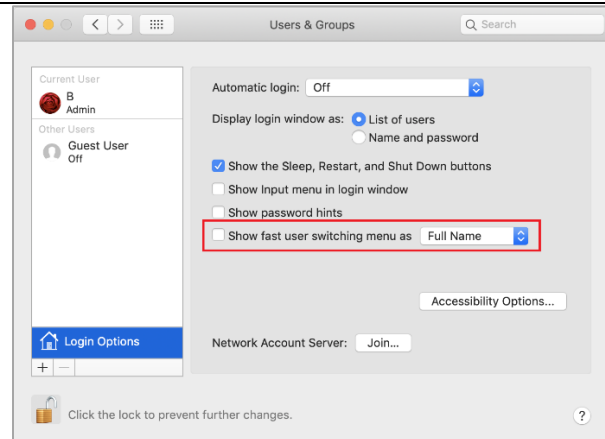 Users & Groups
Search
Current User
B
Admin
Other Users
Guest User
Off
Login Options
+ −
Automatic login: Off
Display login window as: List of users
Name and password
Show the Sleep, Restart, and Shut Down buttons
Show Input menu in login window
Show password hints
Show fast user switching menu as Full Name
Accessibility Options...
Network Account Server: Join...
Click the lock to prevent further changes.
?